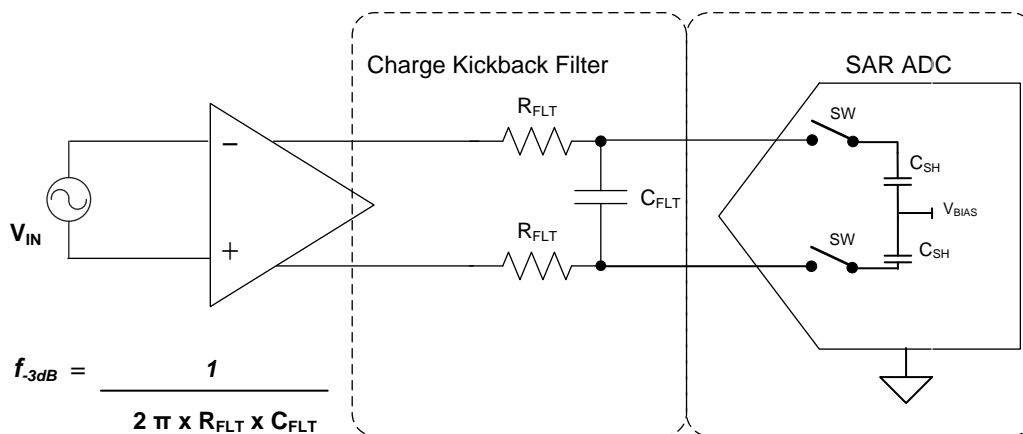 Charge Kickback Filter
SAR ADC
R_FLT
SW
C_SH
−
C_FLT
V_BIAS
V_IN
R_FLT
SW
C_SH
+
f_-3dB = 1
2 π x R_FLT x C_FLT